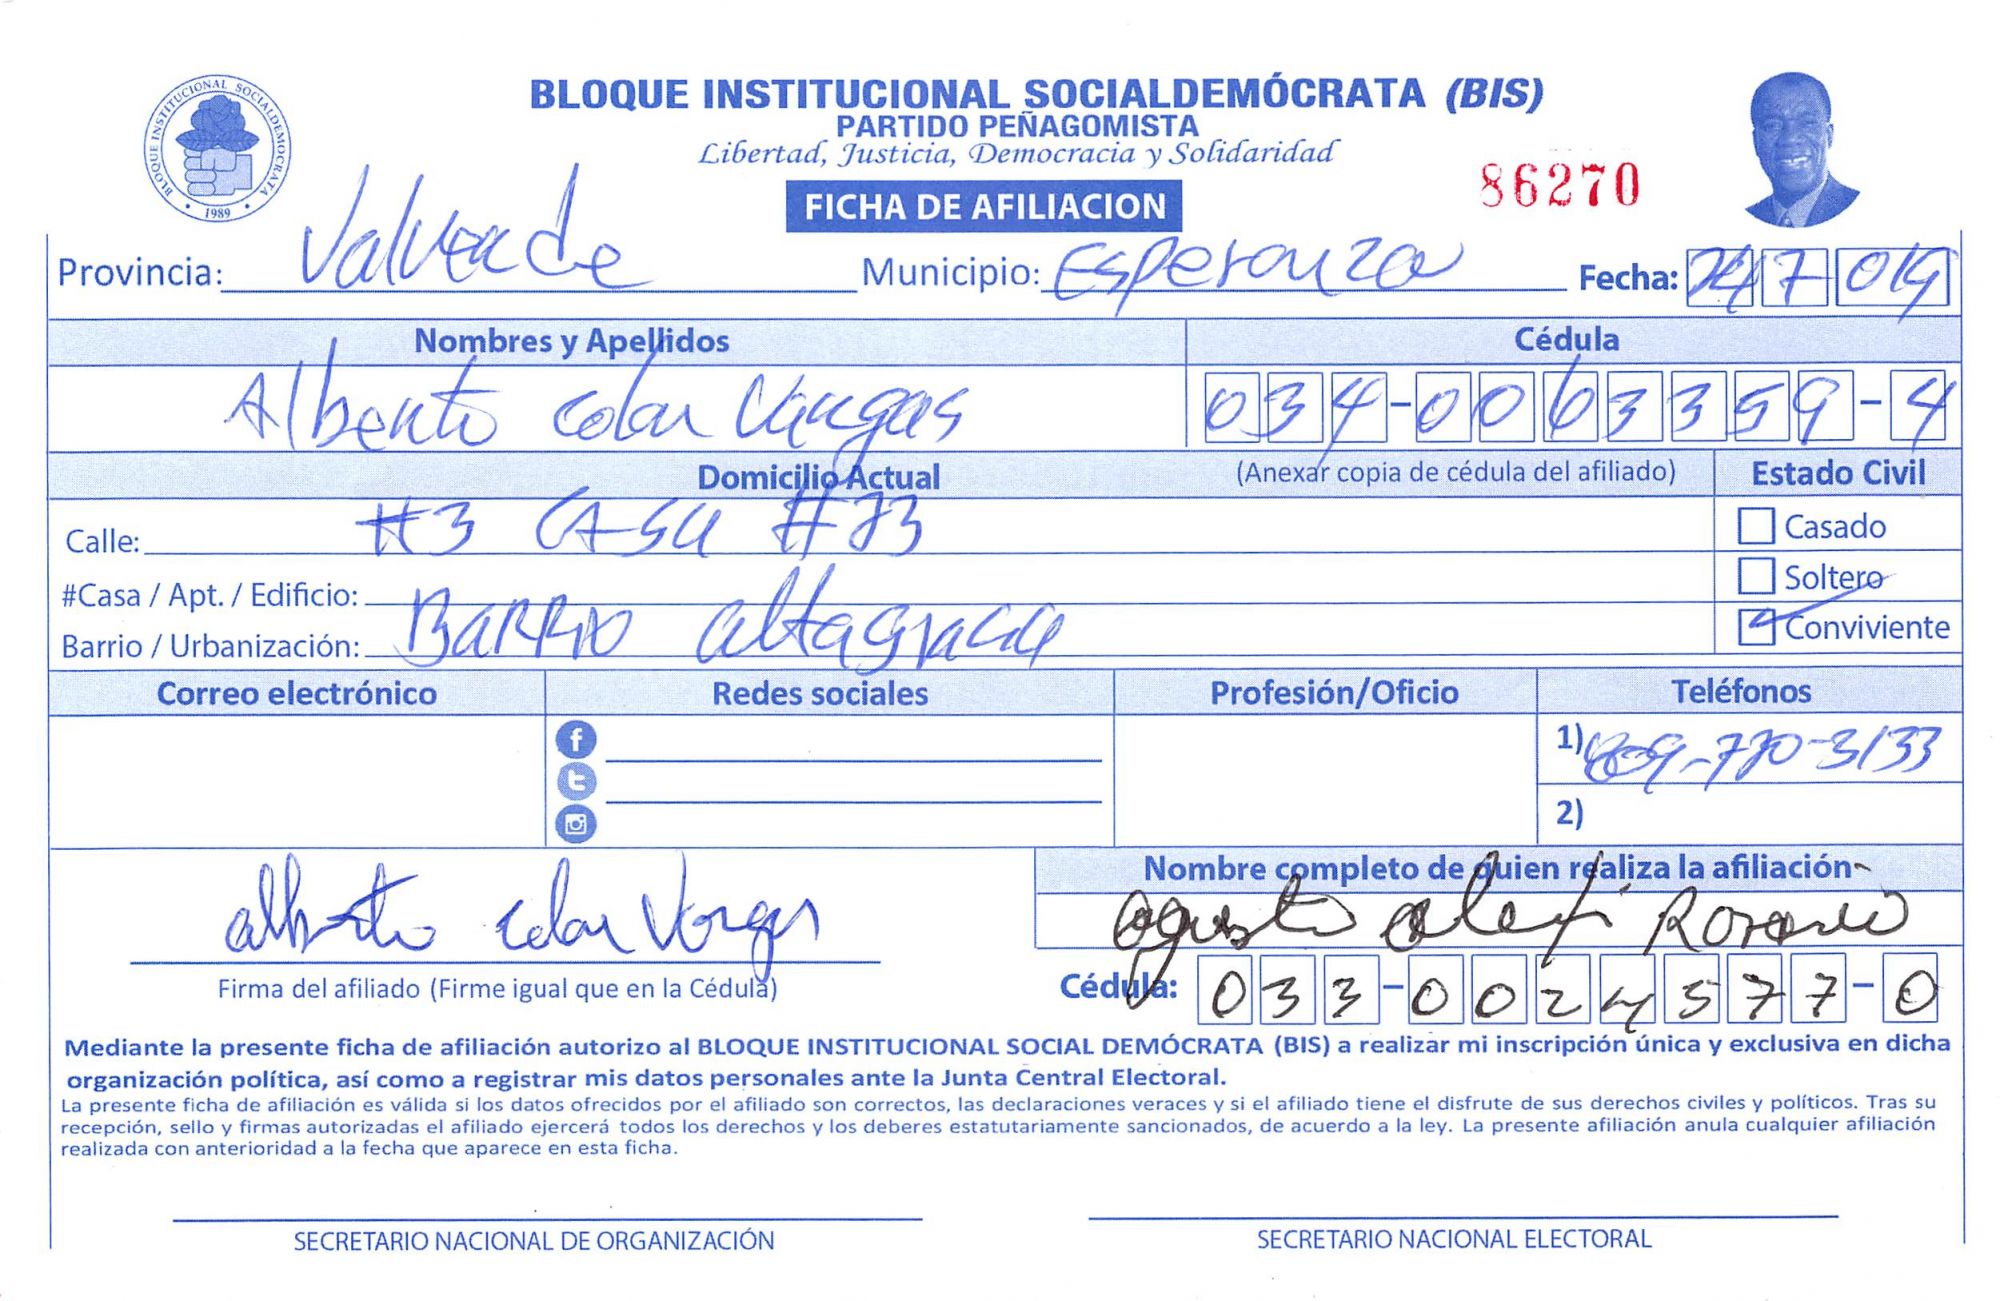 BLOQUE INSTITUCIONAL SOCIALDEMÓCRATA
1989
BLOQUE INSTITUCIONAL SOCIALDEMÓCRATA (BIS)
PARTIDO PEÑAGOMISTA
Libertad, Justicia, Democracia y Solidaridad
FICHA DE AFILIACION
86270
Provincia: Valverde Municipio: Esperanza Fecha: 24 7 019
Nombres y Apellidos Cédula
Alberto colon Vargas 034-0063359-4
Domicilio Actual (Anexar copia de cédula del afiliado) Estado Civil
Calle: #3 CASA #73 Casado
#Casa / Apt. / Edificio: Soltero
Barrio / Urbanización: BARRIO altagracia Conviviente
Correo electrónico Redes sociales Profesión/Oficio Teléfonos
1) 809-770-3133
2)
Nombre completo de quien realiza la afiliación
alberto colon Vargas Rosario
Firma del afiliado (Firme igual que en la Cédula) Cédula: 033-0024577-0
Mediante la presente ficha de afiliación autorizo al BLOQUE INSTITUCIONAL SOCIAL DEMÓCRATA (BIS) a realizar mi inscripción única y exclusiva en dicha
organización política, así como a registrar mis datos personales ante la Junta Central Electoral.
La presente ficha de afiliación es válida si los datos ofrecidos por el afiliado son correctos, las declaraciones veraces y si el afiliado tiene el disfrute de sus derechos civiles y políticos. Tras su
recepción, sello y firmas autorizadas el afiliado ejercerá todos los derechos y los deberes estatutariamente sancionados, de acuerdo a la ley. La presente afiliación anula cualquier afiliación
realizada con anterioridad a la fecha que aparece en esta ficha.
SECRETARIO NACIONAL DE ORGANIZACIÓN SECRETARIO NACIONAL ELECTORAL